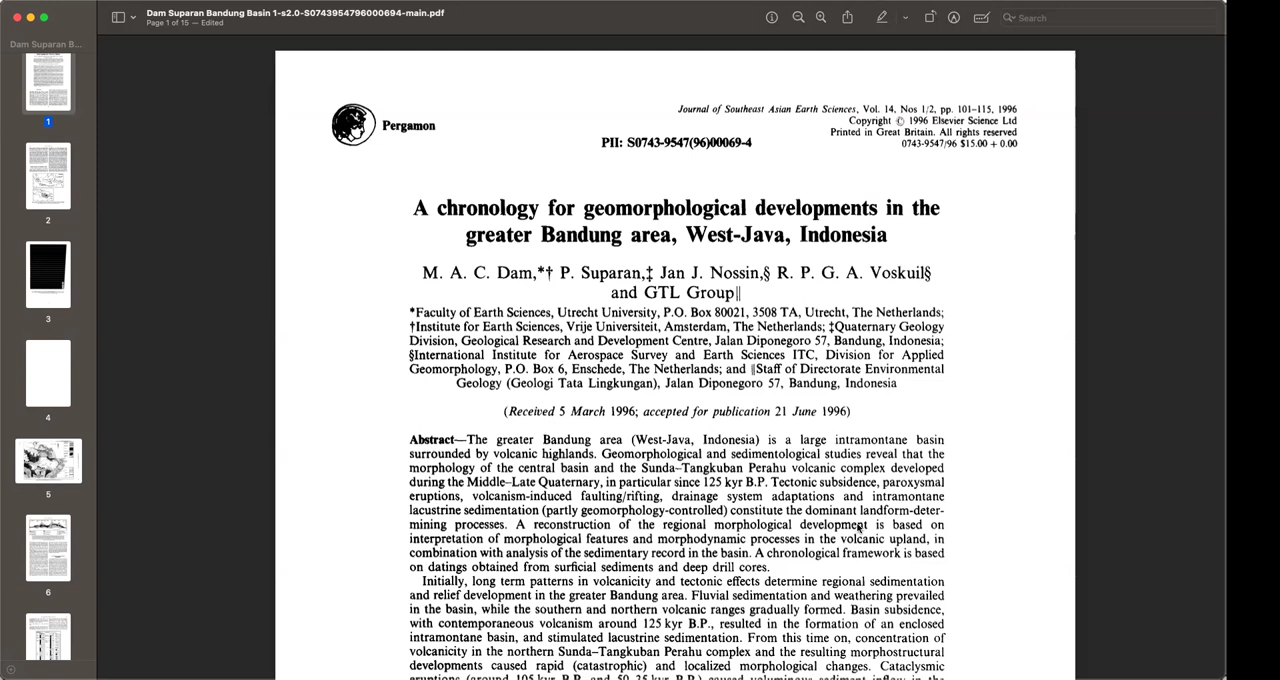 Dam Suparan Bandung Basin 1-s2.0-S0743954796000694-main.pdf
Page 1 of 15 — Edited
Search
Dam Suparan B...
1
2
3
4
5
6
Pergamon
Journal of Southeast Asian Earth Sciences, Vol. 14, Nos 1/2, pp. 101–115, 1996
Copyright © 1996 Elsevier Science Ltd
Printed in Great Britain. All rights reserved
0743-9547/96 $15.00 + 0.00
PII: S0743-9547(96)00069-4
A chronology for geomorphological developments in the
greater Bandung area, West-Java, Indonesia
M. A. C. Dam,*† P. Suparan,‡ Jan J. Nossin,§ R. P. G. A. Voskuil§
and GTL Group‖
*Faculty of Earth Sciences, Utrecht University, P.O. Box 80021, 3508 TA, Utrecht, The Netherlands;
†Institute for Earth Sciences, Vrije Universiteit, Amsterdam, The Netherlands; ‡Quaternary Geology
Division, Geological Research and Development Centre, Jalan Diponegoro 57, Bandung, Indonesia;
§International Institute for Aerospace Survey and Earth Sciences ITC, Division for Applied
Geomorphology, P.O. Box 6, Enschede, The Netherlands; and ‖Staff of Directorate Environmental
Geology (Geologi Tata Lingkungan), Jalan Diponegoro 57, Bandung, Indonesia
(Received 5 March 1996; accepted for publication 21 June 1996)
Abstract—The greater Bandung area (West-Java, Indonesia) is a large intramontane basin
surrounded by volcanic highlands. Geomorphological and sedimentological studies reveal that the
morphology of the central basin and the Sunda–Tangkuban Perahu volcanic complex developed
during the Middle–Late Quaternary, in particular since 125 kyr B.P. Tectonic subsidence, paroxysmal
eruptions, volcanism-induced faulting/rifting, drainage system adaptations and intramontane
lacustrine sedimentation (partly geomorphology-controlled) constitute the dominant landform-deter-
mining processes. A reconstruction of the regional morphological development is based on
interpretation of morphological features and morphodynamic processes in the volcanic upland, in
combination with analysis of the sedimentary record in the basin. A chronological framework is based
on datings obtained from surficial sediments and deep drill cores.
Initially, long term patterns in volcanicity and tectonic effects determine regional sedimentation
and relief development in the greater Bandung area. Fluvial sedimentation and weathering prevailed
in the basin, while the southern and northern volcanic ranges gradually formed. Basin subsidence,
with contemporaneous volcanism around 125 kyr B.P., resulted in the formation of an enclosed
intramontane basin, and stimulated lacustrine sedimentation. From this time on, concentration of
volcanicity in the northern Sunda–Tangkuban Perahu complex and the resulting morphostructural
developments caused rapid (catastrophic) and localized morphological changes. Cataclysmic
eruptions (around 105 kyr B.P. and 50–35 kyr B.P.) caused voluminous sediment inflow in the